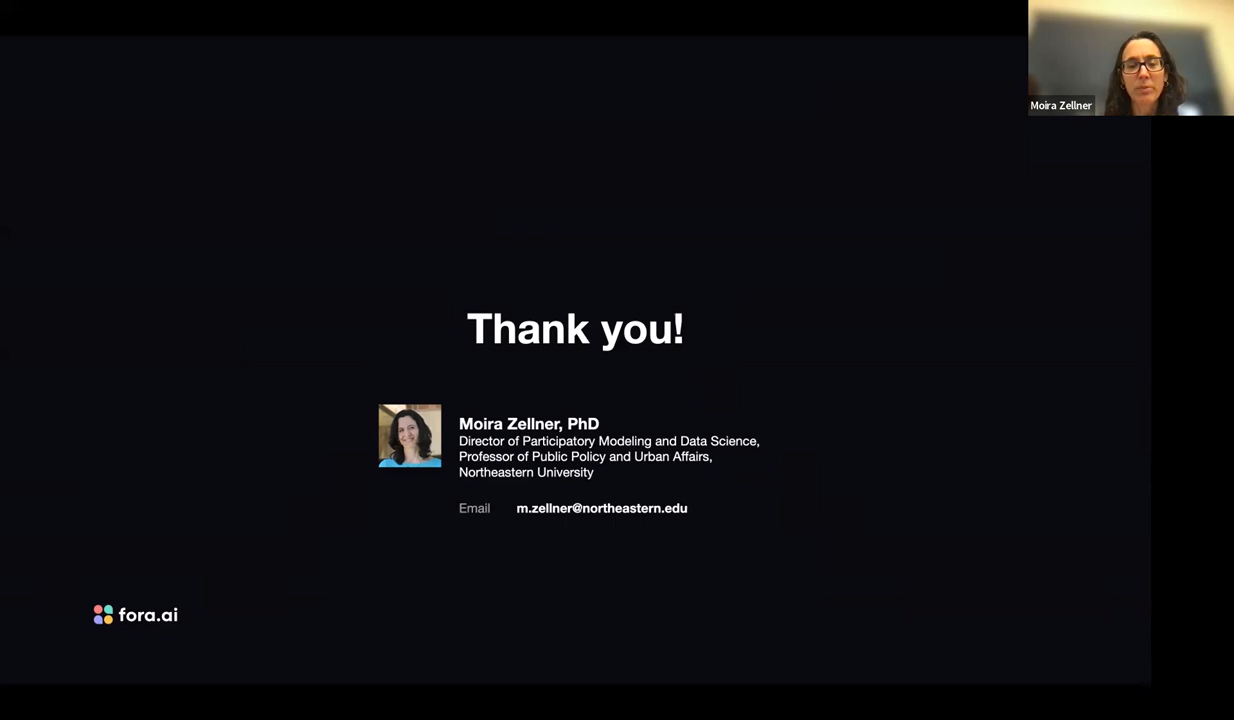 Moira Zellner
Thank you!
Moira Zellner, PhD
Director of Participatory Modeling and Data Science,
Professor of Public Policy and Urban Affairs,
Northeastern University
Email m.zellner@northeastern.edu
fora.ai